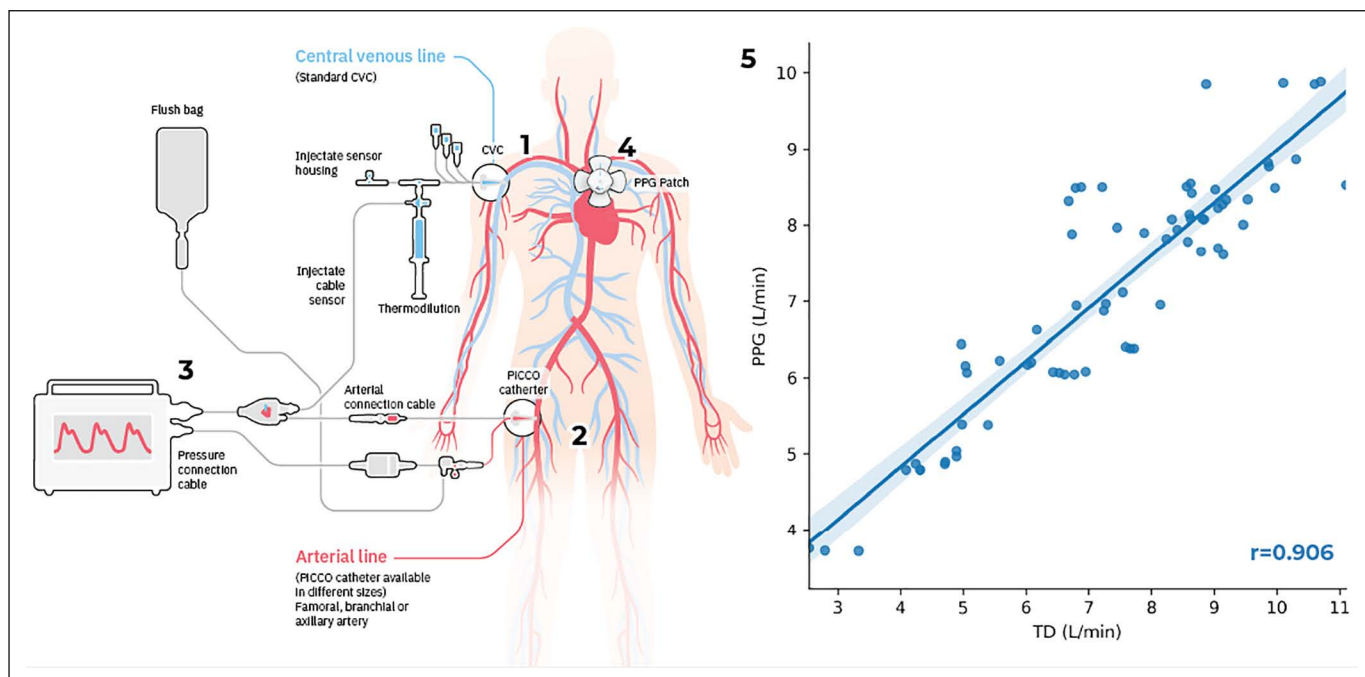 Central venous line
(Standard CVC)
Flush bag
Injectate sensor
housing
CVC
1
4
PPG Patch
Injectate
cable
sensor
Thermodilution
3
Arterial
connection cable
PiCCO
catherter
2
Pressure
connection
cable
Arterial line
(PICCO catheter available
in different sizes)
Famoral, branchial or
axillary artery
5
PPG (L/min)
10
9
8
7
6
5
4
r=0.906
3
4
5
6
7
8
9
10
11
TD (L/min)